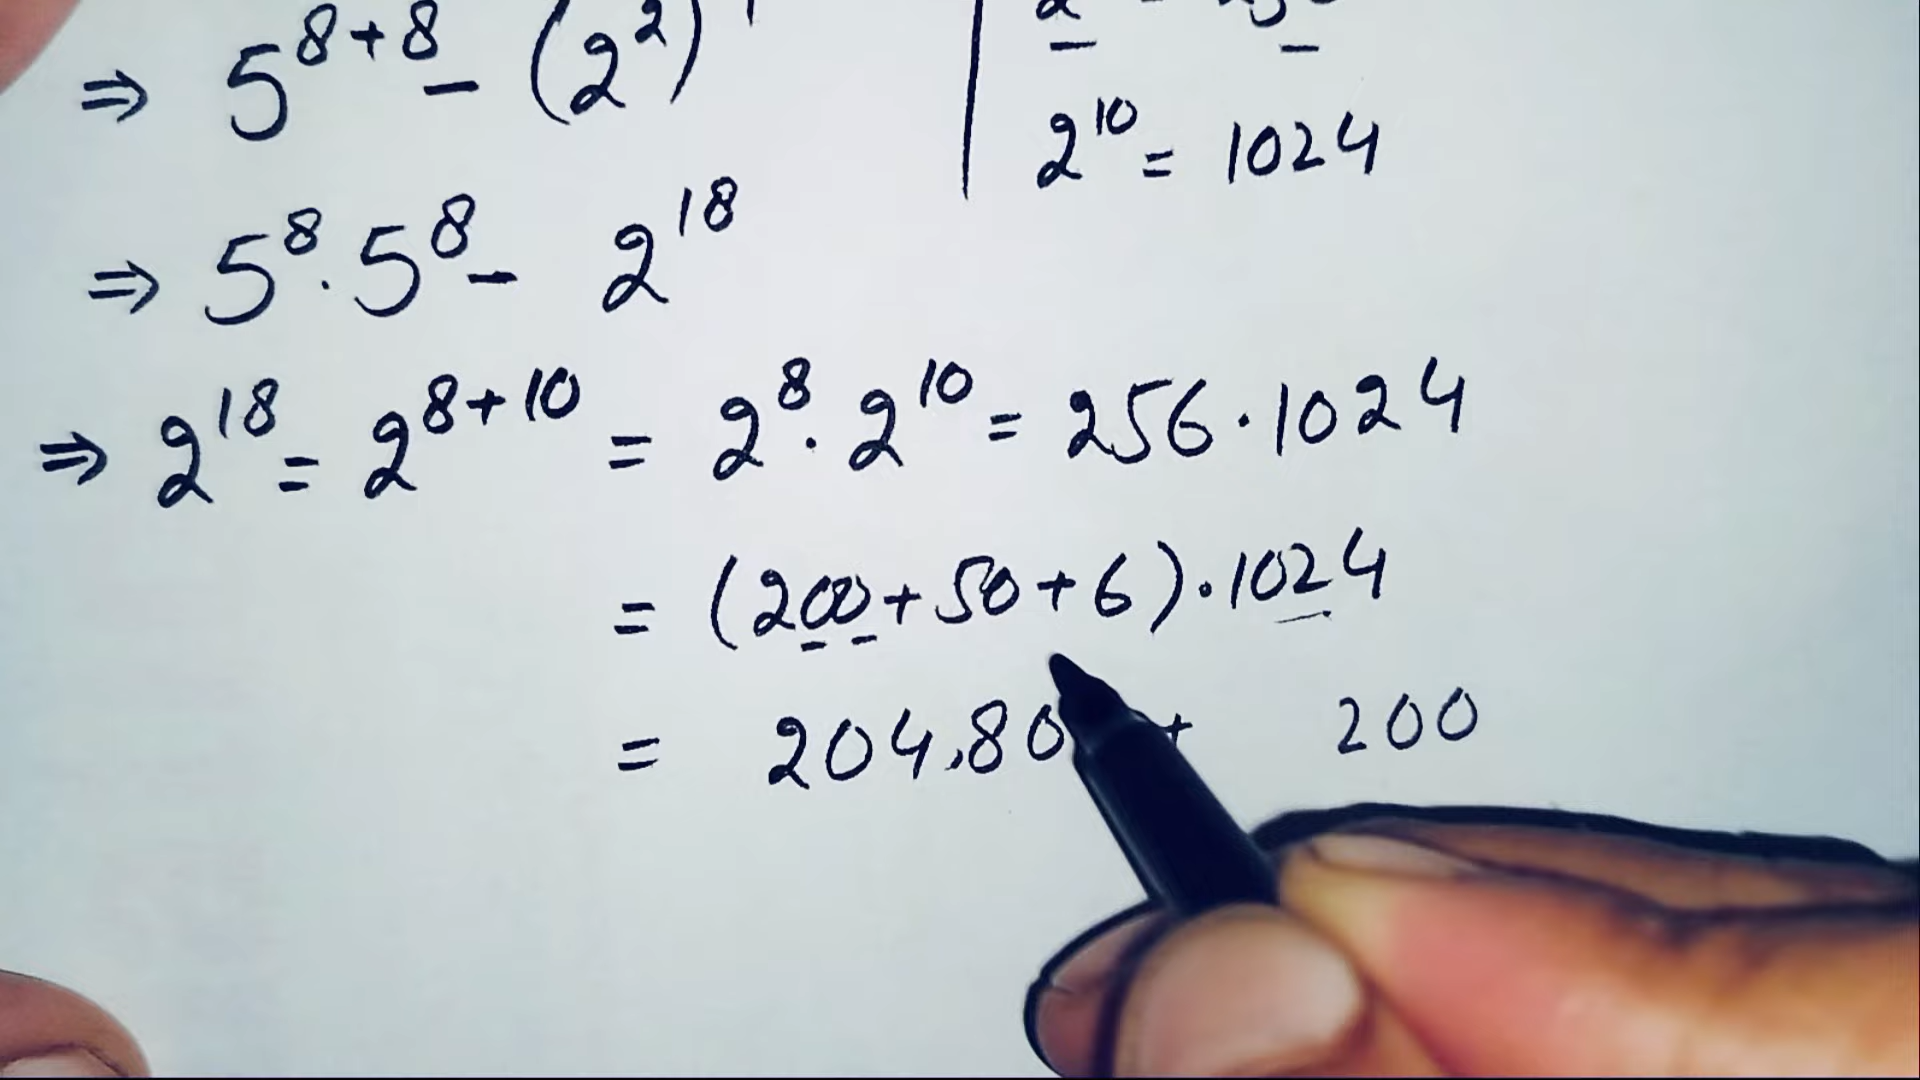 ⇒ 5^{8+8} - (2^2)
2^{10} = 1024
⇒ 5^8 · 5^8 - 2^{18}
⇒ 2^{18} = 2^{8+10} = 2^8 · 2^{10} = 256 · 1024
= (200 + 50 + 6) · 1024
= 204,80 + 200